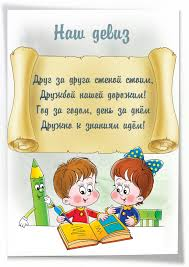 Наш девиз
Друг за друга стеной стоим,
Дружбой нашей дорожим!
Год за годом, день за днём
Дружно к знаниям идём!